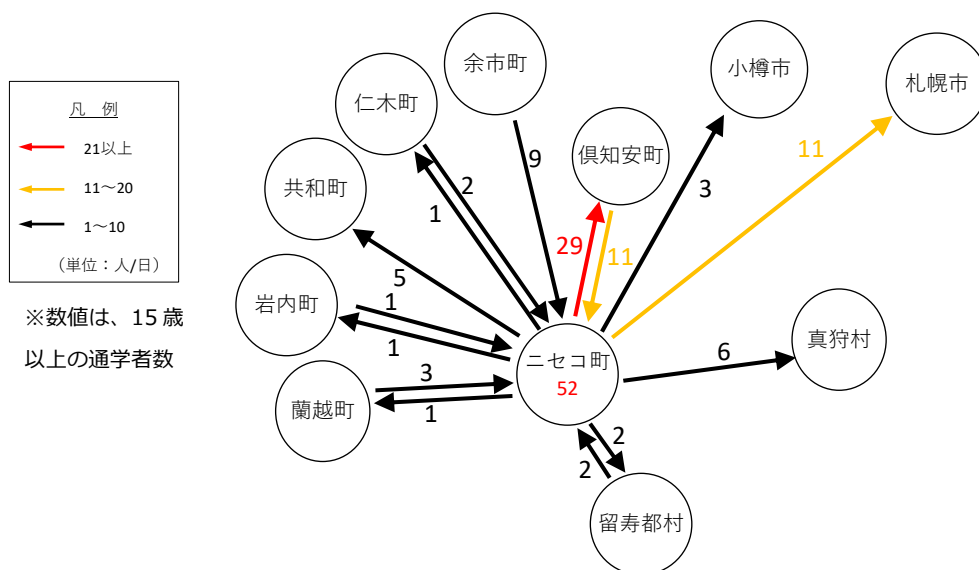 凡 例
21以上
11～20
1～10
（単位：人/日）
※数値は、15 歳
以上の通学者数
余市町
小樽市
札幌市
仁木町
倶知安町
共和町
岩内町
蘭越町
ニセコ町
52
真狩村
留寿都村
9
2
1
3
11
29
11
5
1
1
6
3
1
2
2